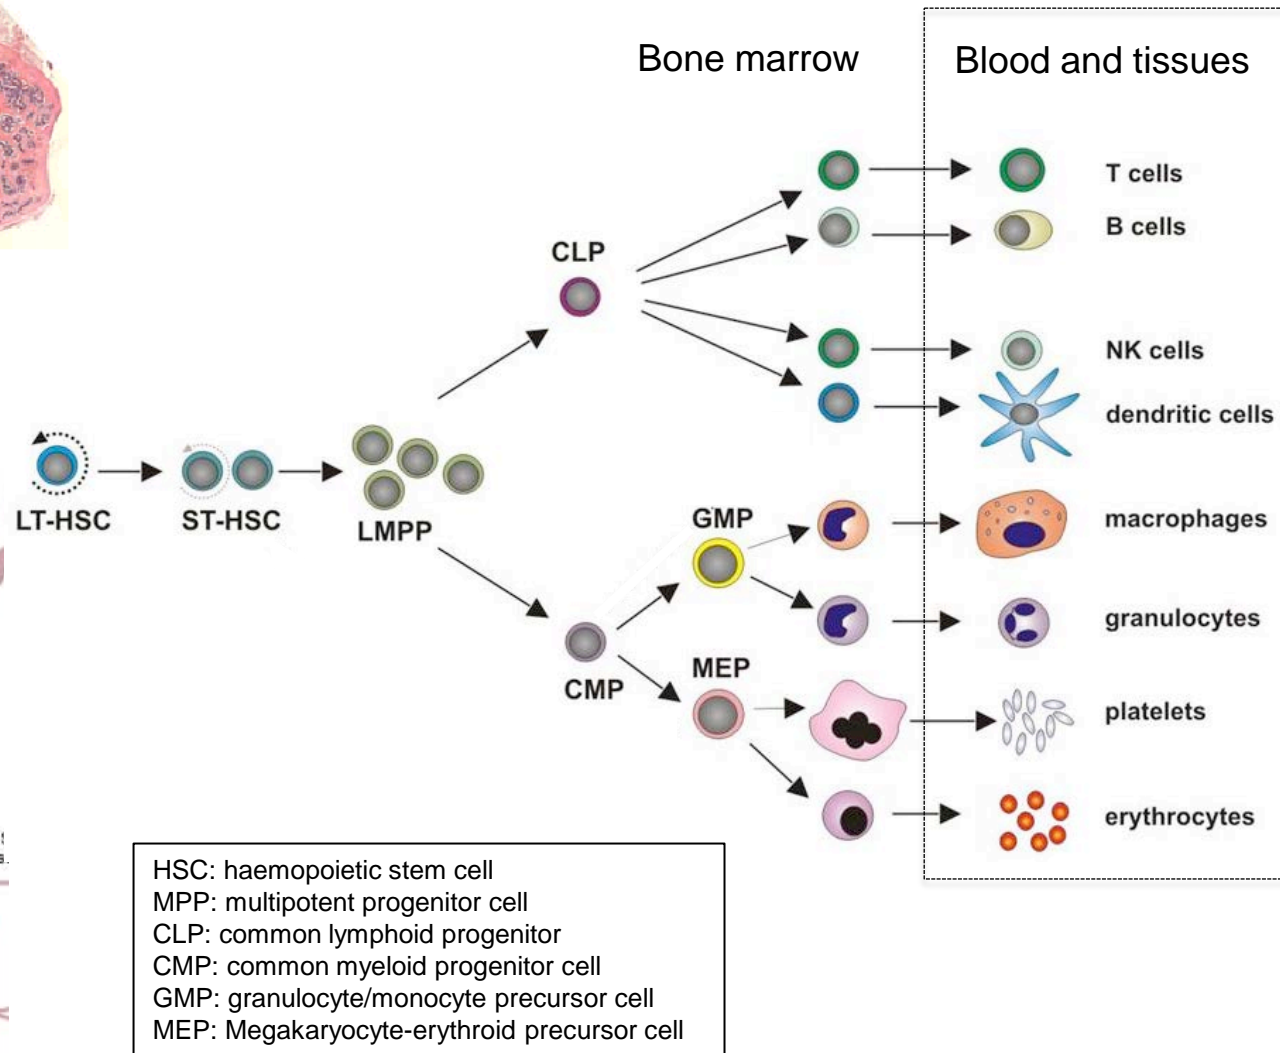 Bone marrow
Blood and tissues
T cells
B cells
CLP
NK cells
dendritic cells
LT-HSC
ST-HSC
LMPP
GMP
macrophages
granulocytes
MEP
CMP
platelets
erythrocytes
HSC: haemopoietic stem cell
MPP: multipotent progenitor cell
CLP: common lymphoid progenitor
CMP: common myeloid progenitor cell
GMP: granulocyte/monocyte precursor cell
MEP: Megakaryocyte-erythroid precursor cell